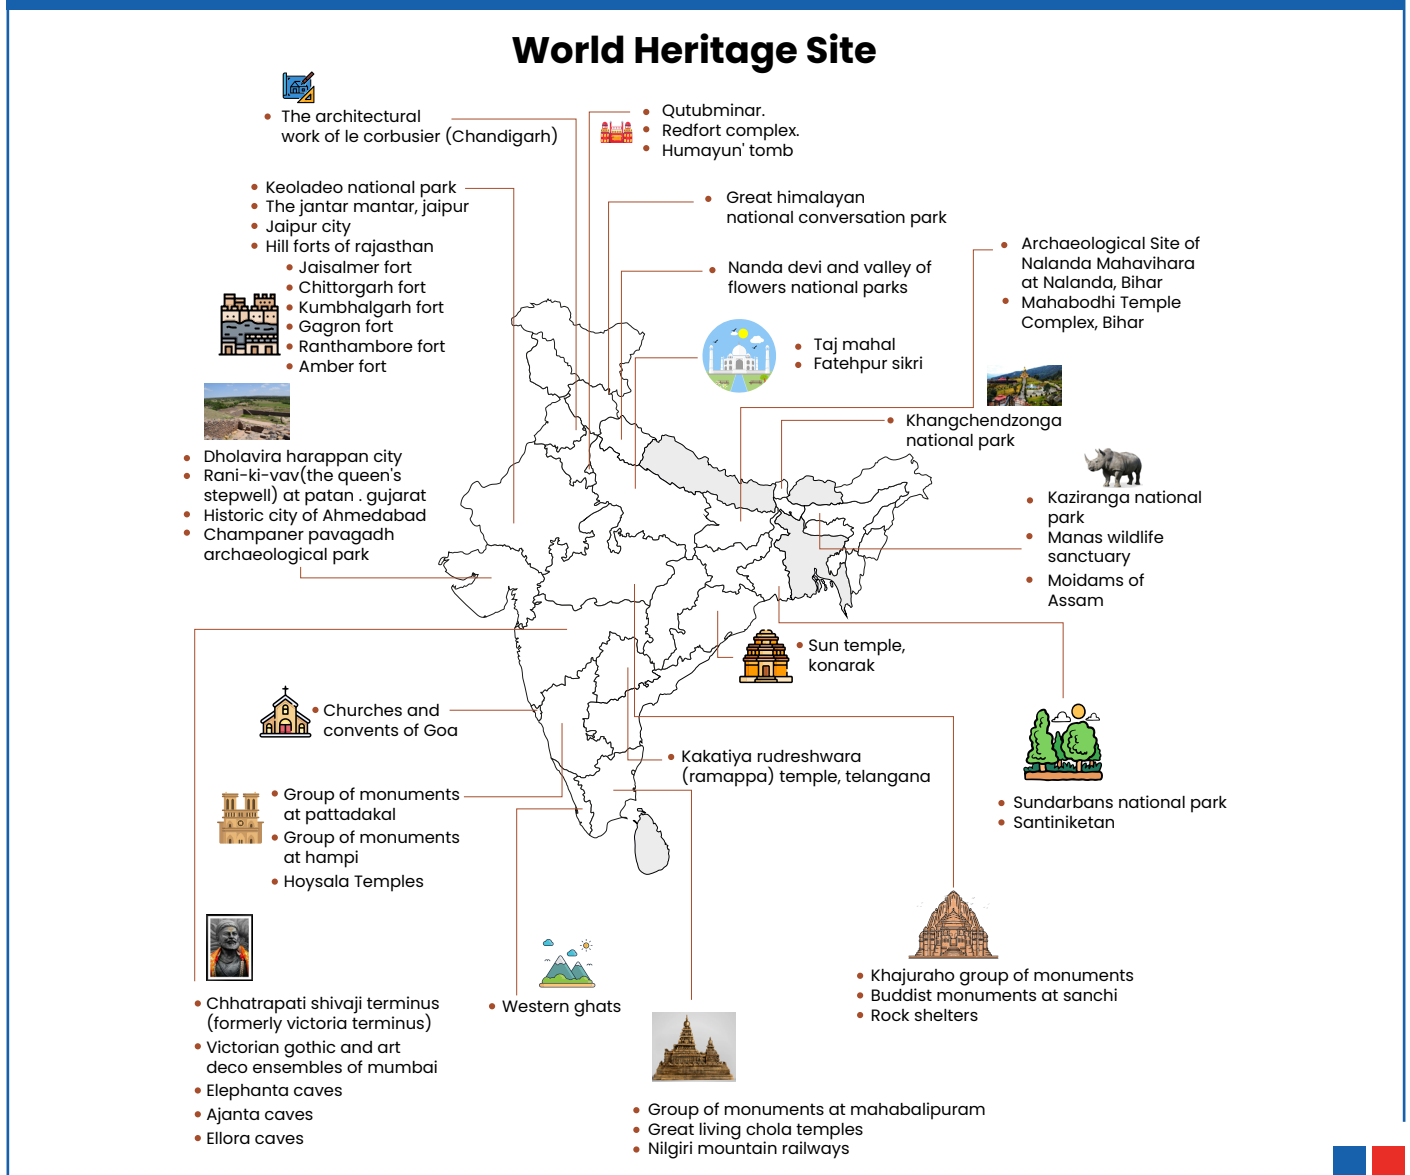 World Heritage Site
The architectural
work of le corbusier (Chandigarh)
Qutubminar.
Redfort complex.
Humayun' tomb
Keoladeo national park
The jantar mantar, jaipur
Jaipur city
Hill forts of rajasthan
Jaisalmer fort
Chittorgarh fort
Kumbhalgarh fort
Gagron fort
Ranthambore fort
Amber fort
Great himalayan
national conversation park
Nanda devi and valley of
flowers national parks
Archaeological Site of
Nalanda Mahavihara
at Nalanda, Bihar
Mahabodhi Temple
Complex, Bihar
Taj mahal
Fatehpur sikri
Khangchendzonga
national park
Dholavira harappan city
Rani-ki-vav(the queen's
stepwell) at patan . gujarat
Historic city of Ahmedabad
Champaner pavagadh
archaeological park
Kaziranga national
park
Manas wildlife
sanctuary
Moidams of
Assam
Sun temple,
konarak
Churches and
convents of Goa
Kakatiya rudreshwara
(ramappa) temple, telangana
Group of monuments
at pattadakal
Group of monuments
at hampi
Hoysala Temples
Sundarbans national park
Santiniketan
Khajuraho group of monuments
Buddist monuments at sanchi
Rock shelters
Chhatrapati shivaji terminus
(formerly victoria terminus)
Victorian gothic and art
deco ensembles of mumbai
Elephanta caves
Ajanta caves
Ellora caves
Western ghats
Group of monuments at mahabalipuram
Great living chola temples
Nilgiri mountain railways